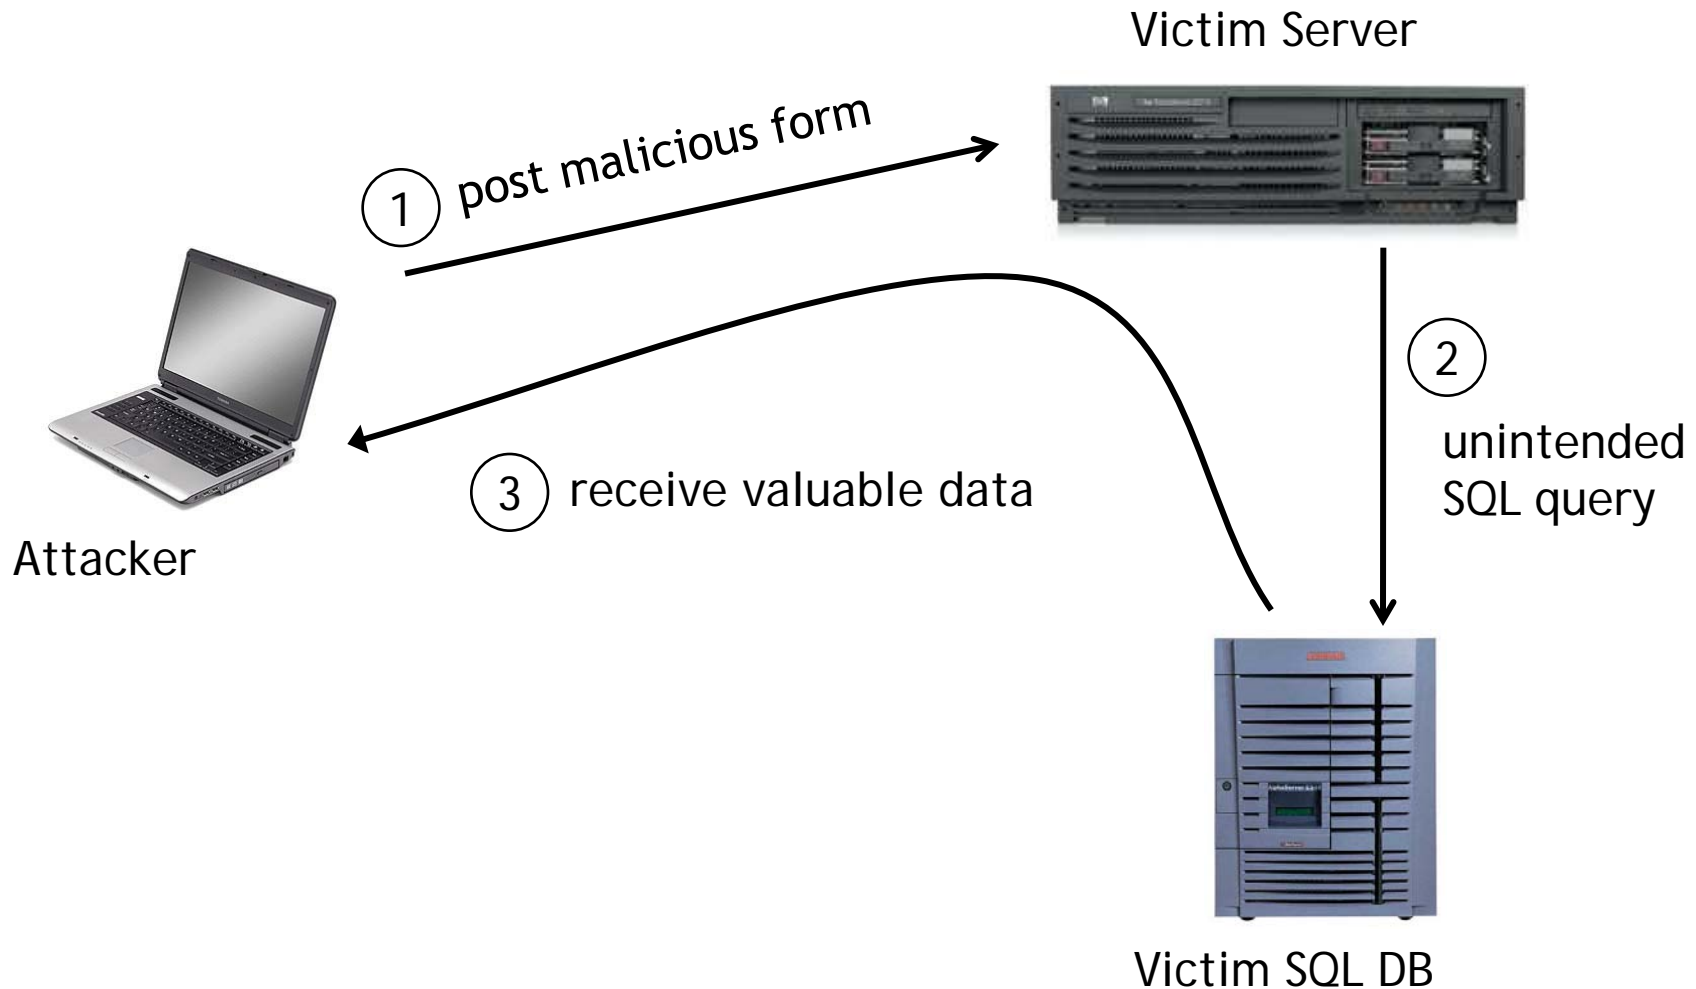 Victim Server
1 post malicious form
2
unintended
SQL query
3 receive valuable data
Attacker
Victim SQL DB